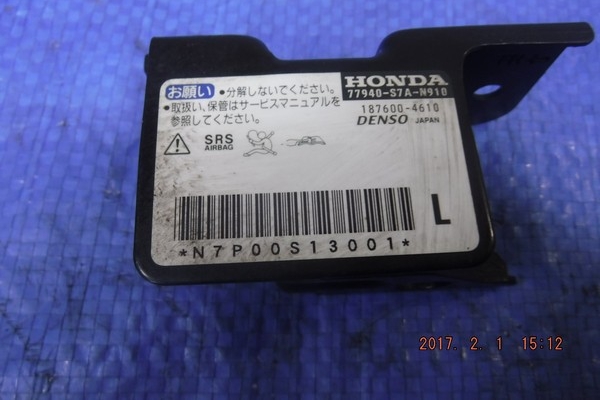 お願い ●分解しないでください。
●取扱い、保管はサービスマニュアルを
参照してください。
HONDA
77940-S7A-N910
187600-4610
DENSO JAPAN
SRS
AIRBAG
L
*N7P00S13001*
2017. 2. 1 15:12